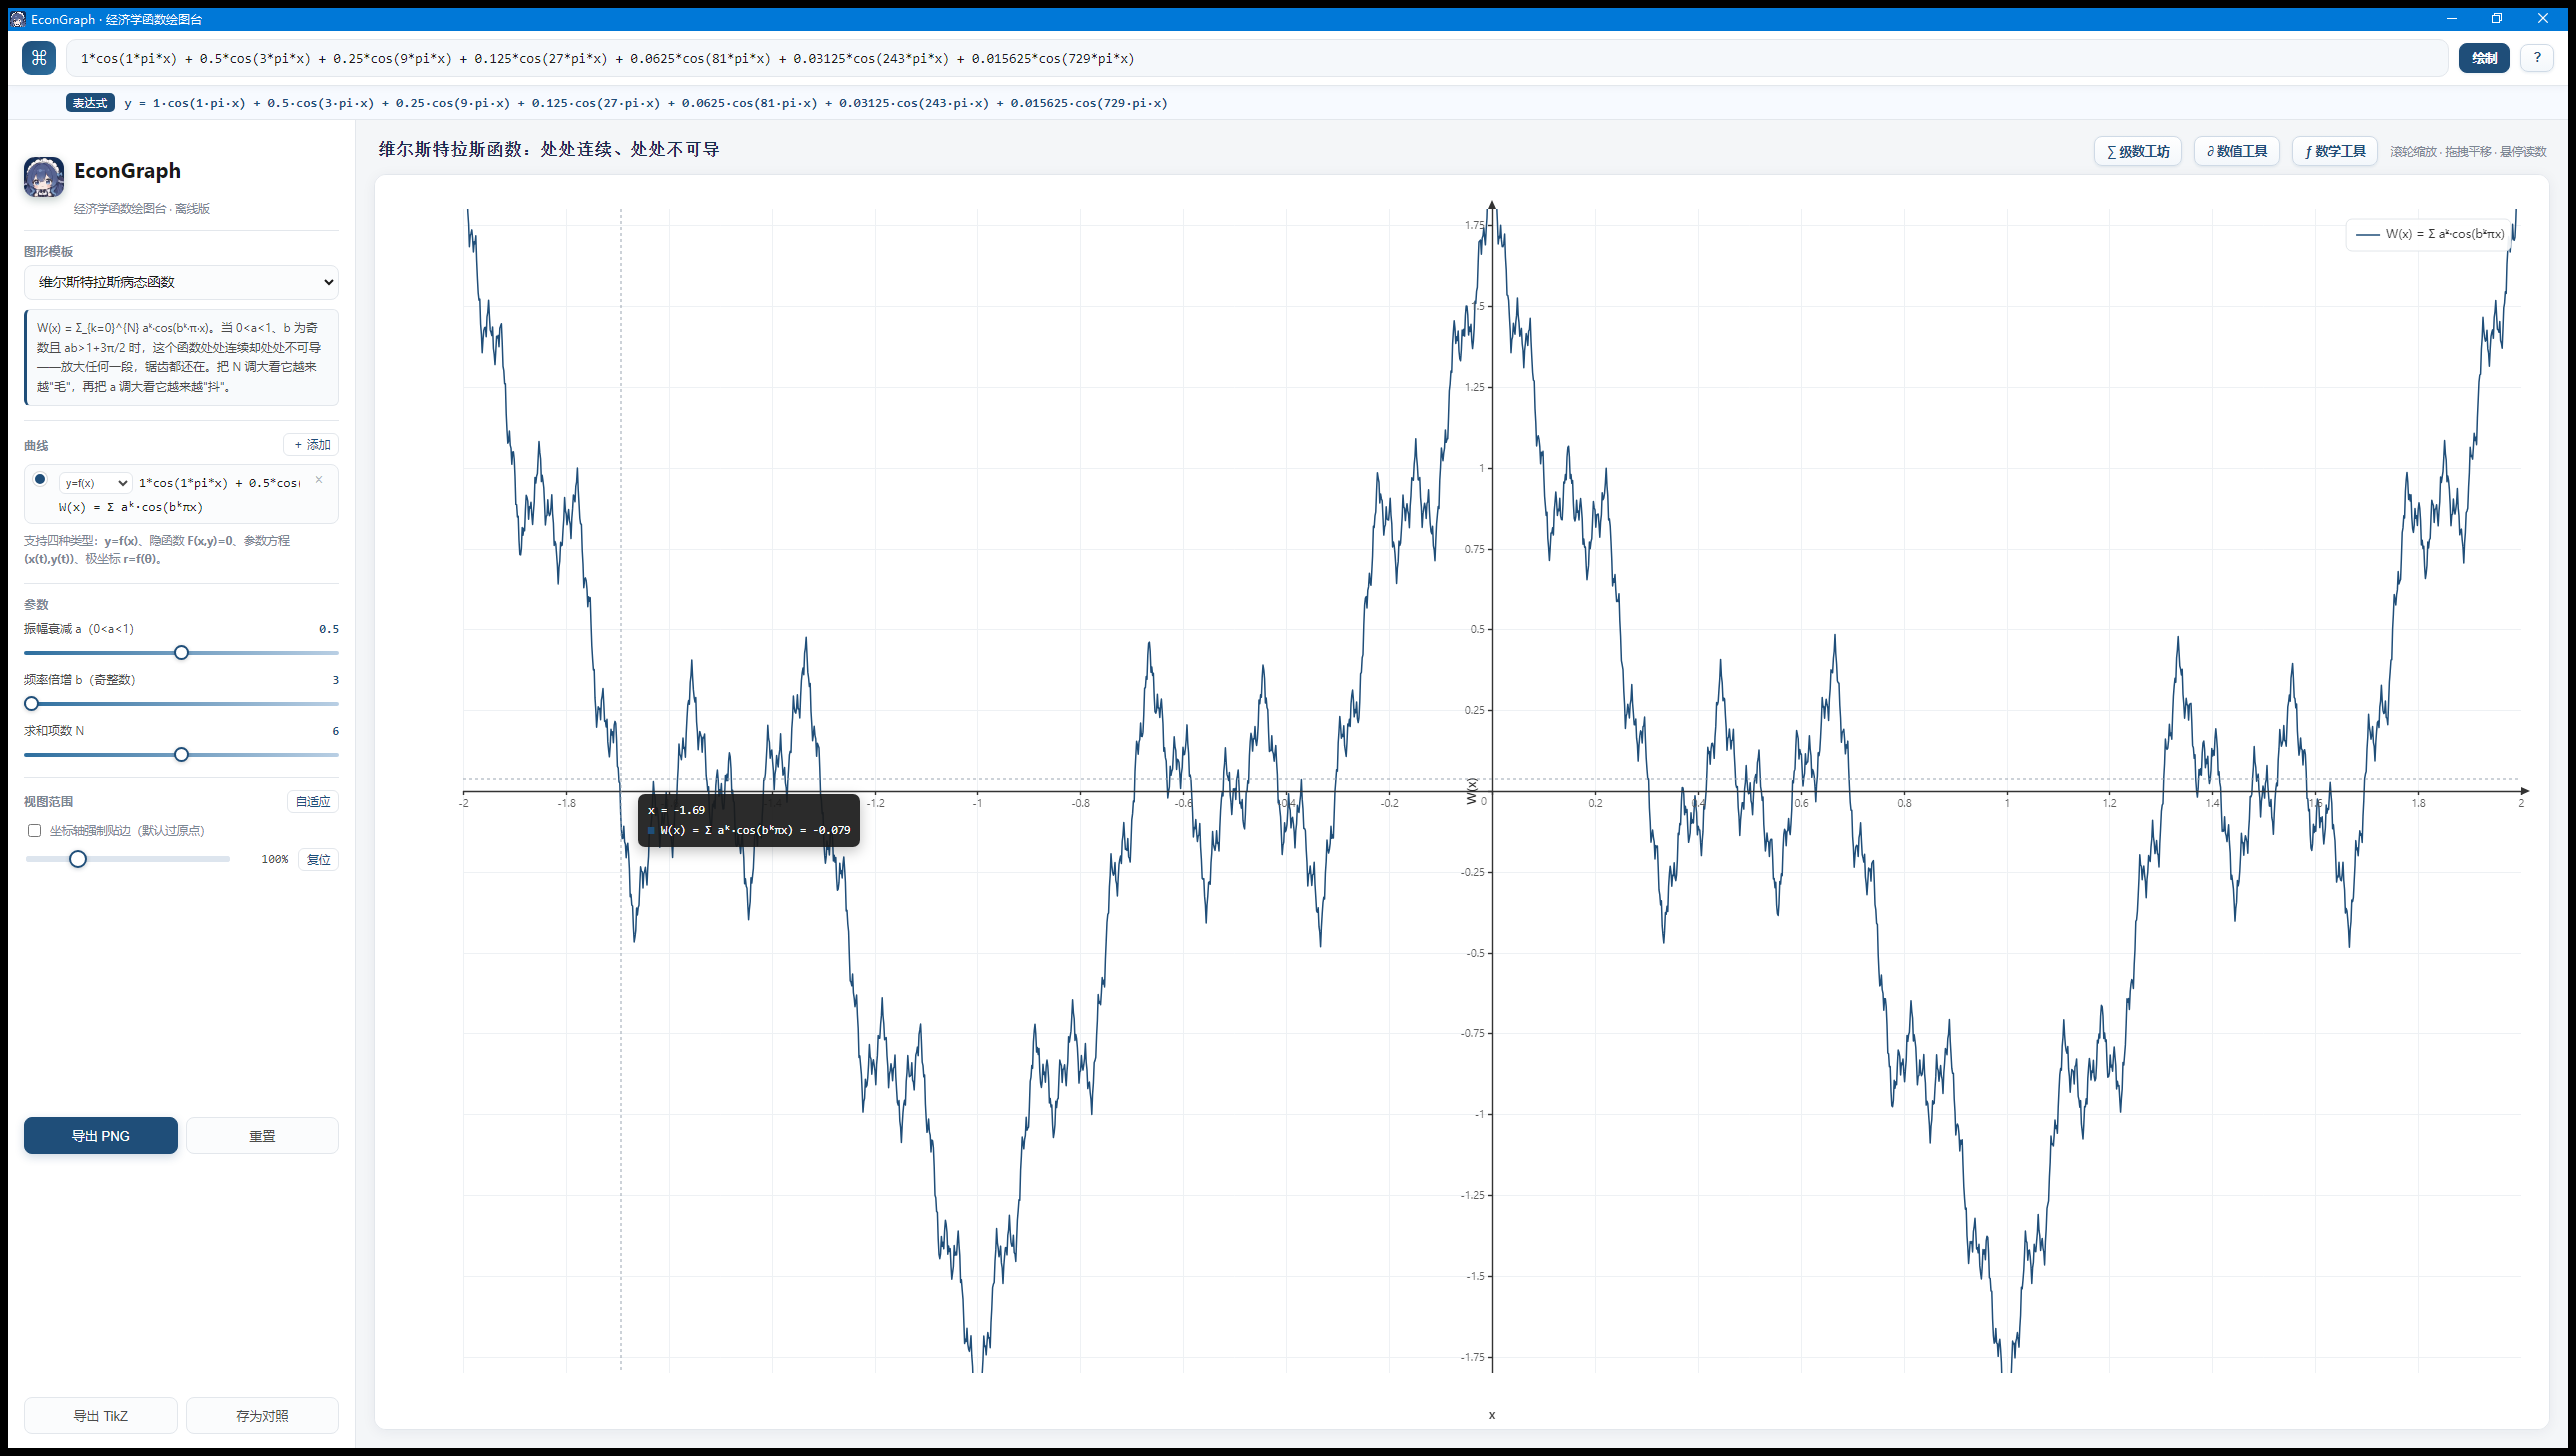 EconGraph · 经济学函数绘图台
⌘
1*cos(1*pi*x) + 0.5*cos(3*pi*x) + 0.25*cos(9*pi*x) + 0.125*cos(27*pi*x) + 0.0625*cos(81*pi*x) + 0.03125*cos(243*pi*x) + 0.015625*cos(729*pi*x)
绘制
?
表达式 y = 1·cos(1·pi·x) + 0.5·cos(3·pi·x) + 0.25·cos(9·pi·x) + 0.125·cos(27·pi·x) + 0.0625·cos(81·pi·x) + 0.03125·cos(243·pi·x) + 0.015625·cos(729·pi·x)
EconGraph
经济学函数绘图台 · 离线版
图形模板
维尔斯特拉斯病态函数
W(x) = Σ_{k=0}^{N} aᵏ·cos(bᵏ·π·x)。当 0<a<1、b 为奇
数且 ab>1+3π/2 时，这个函数处处连续却处处不可导
——放大任何一段，锯齿都还在。把 N 调大看它越来
越"毛"，再把 a 调大看它越来越"抖"。
曲线
+ 添加
y=f(x) 1*cos(1*pi*x) + 0.5*cos( ×
W(x) = Σ aᵏ·cos(bᵏπx)
支持四种类型：y=f(x)、隐函数 F(x,y)=0、参数方程
(x(t),y(t))、极坐标 r=f(θ)。
参数
振幅衰减 a（0<a<1） 0.5
频率倍增 b（奇整数） 3
求和项数 N 6
视图范围
自适应
坐标轴强制贴边（默认过原点）
100% 复位
导出 PNG
重置
导出 TikZ
存为对照
维尔斯特拉斯函数：处处连续、处处不可导
∑ 级数工坊
∂ 数值工具
ƒ 数学工具
滚轮缩放 · 拖拽平移 · 悬停读数
W(x) = Σ aᵏ·cos(bᵏπx)
1.75
1.5
1.25
1
0.75
0.5
0.25
0
-0.25
-0.5
-0.75
-1
-1.25
-1.5
-1.75
W(x)
-2
-1.8
-1.4
-1.2
-1
-0.8
-0.6
-0.4
-0.2
0.2
0.4
0.6
0.8
1
1.2
1.4
1.6
1.8
2
x = -1.69
W(x) = Σ aᵏ·cos(bᵏπx) = -0.079
x